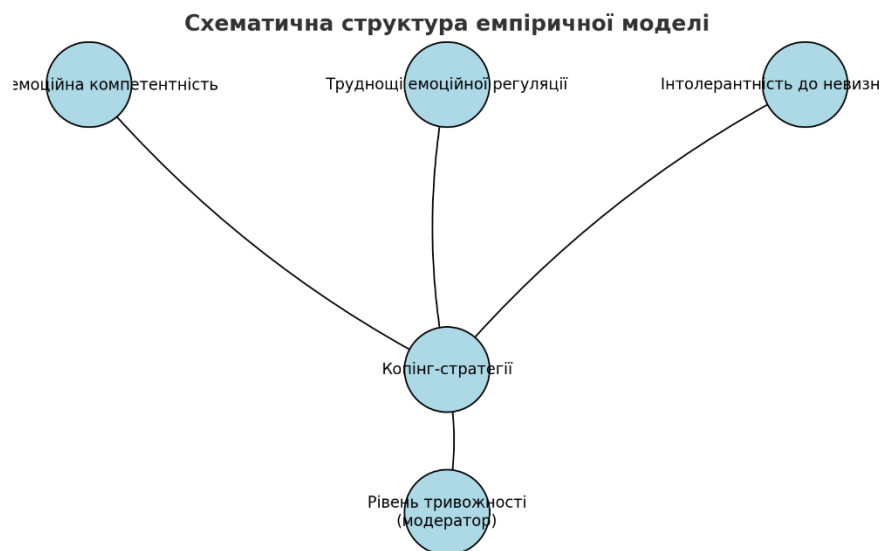 Схематична структура емпіричної моделі
емоційна компетентність
Труднощі емоційної регуляції
Інтолерантність до невизн
Копінг-стратегії
Рівень тривожності
(модератор)